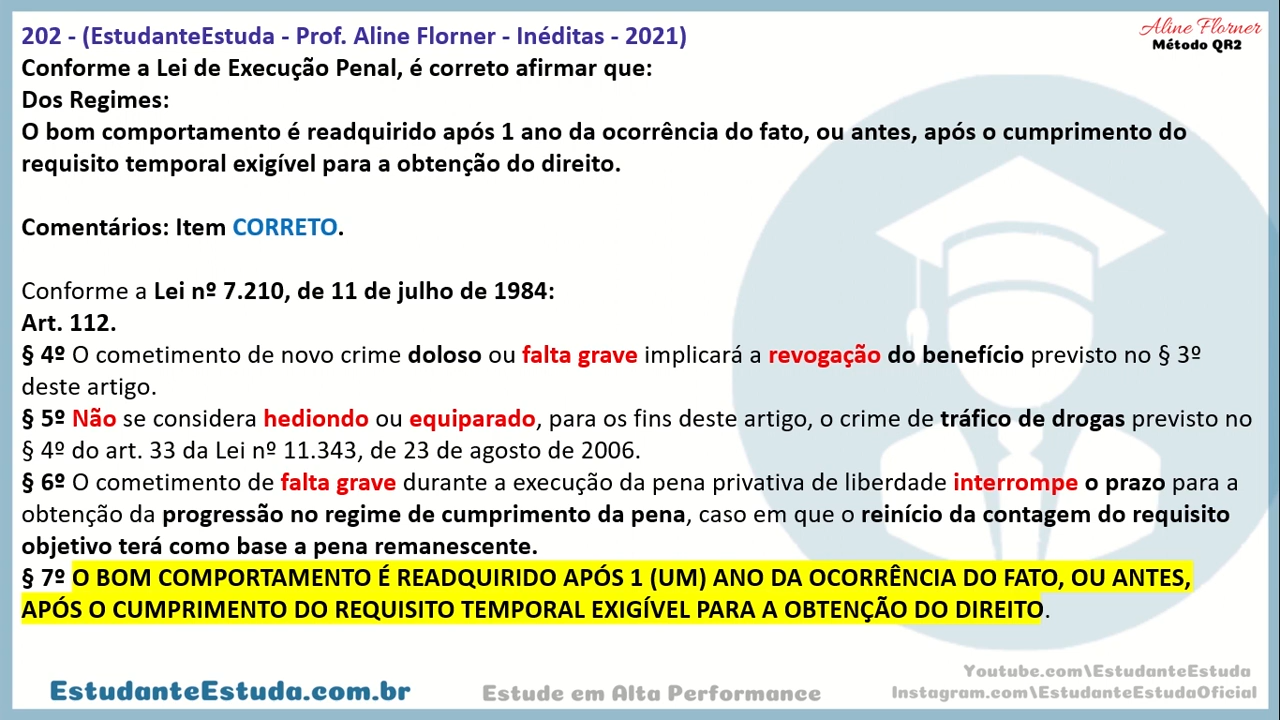 202 - (EstudanteEstuda - Prof. Aline Florner - Inéditas - 2021)
Aline Florner
Método QR2
Conforme a Lei de Execução Penal, é correto afirmar que:
Dos Regimes:
O bom comportamento é readquirido após 1 ano da ocorrência do fato, ou antes, após o cumprimento do
requisito temporal exigível para a obtenção do direito.
Comentários: Item CORRETO.
Conforme a Lei nº 7.210, de 11 de julho de 1984:
Art. 112.
§ 4º O cometimento de novo crime doloso ou falta grave implicará a revogação do benefício previsto no § 3º
deste artigo.
§ 5º Não se considera hediondo ou equiparado, para os fins deste artigo, o crime de tráfico de drogas previsto no
§ 4º do art. 33 da Lei nº 11.343, de 23 de agosto de 2006.
§ 6º O cometimento de falta grave durante a execução da pena privativa de liberdade interrompe o prazo para a
obtenção da progressão no regime de cumprimento da pena, caso em que o reinício da contagem do requisito
objetivo terá como base a pena remanescente.
§ 7º O BOM COMPORTAMENTO É READQUIRIDO APÓS 1 (UM) ANO DA OCORRÊNCIA DO FATO, OU ANTES,
APÓS O CUMPRIMENTO DO REQUISITO TEMPORAL EXIGÍVEL PARA A OBTENÇÃO DO DIREITO.
EstudanteEstuda.com.br
Estude em Alta Performance
Youtube.com\EstudanteEstuda
Instagram.com\EstudanteEstudaOficial